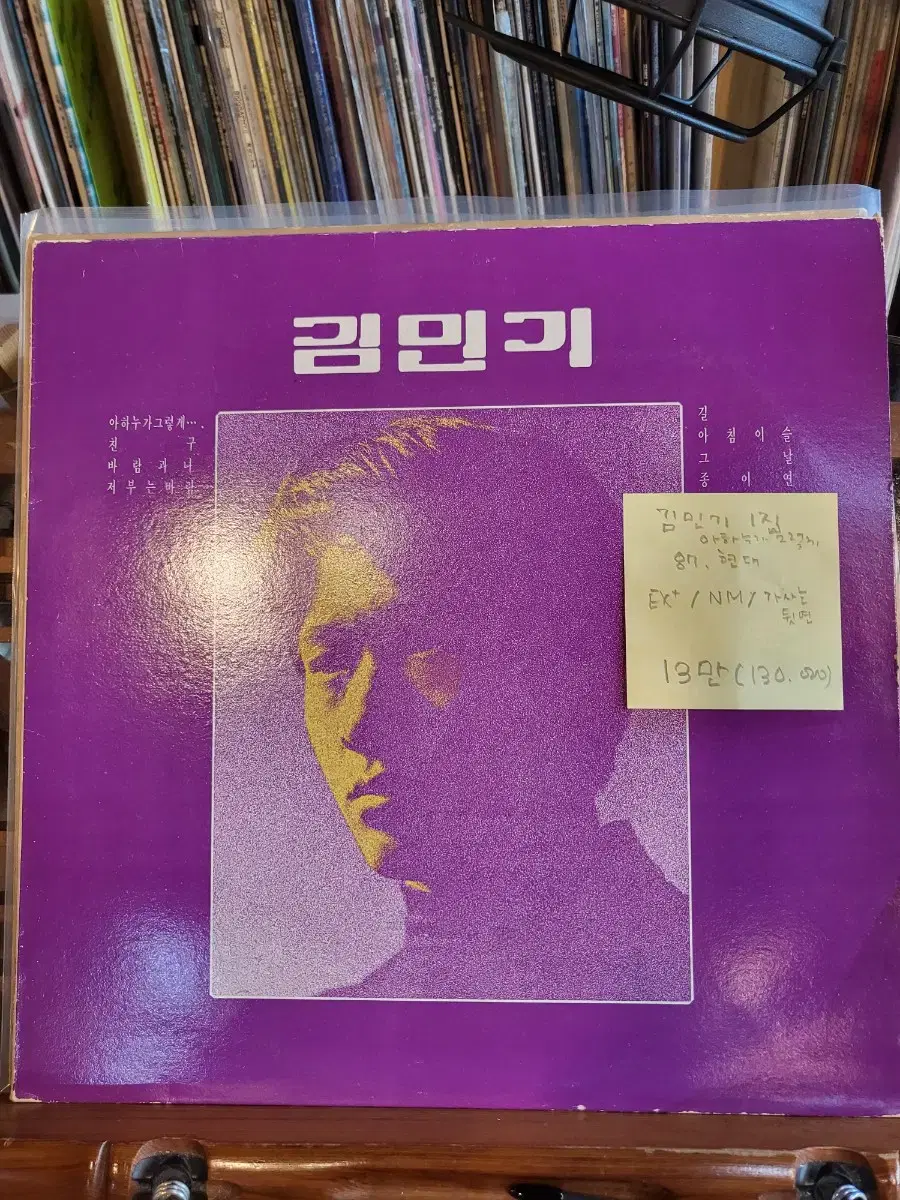 김민기
아하누가그렇게….
친 구
바 람 과 나
저 부 는 바 람
길
아 침 이 슬
그 날
종 이 연
김민기 1집
아하누가 그렇게,
87. 현대
EX+ / NM / 가사는
뒷면
13만 (130.000)